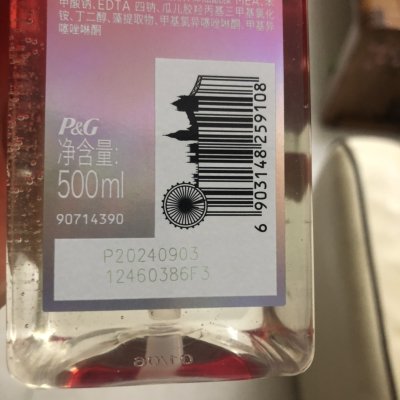 甲酸钠、EDTA 四钠、瓜儿胶羟丙基三甲基氯化
铵、丁二醇、藻提取物、甲基氯异噻唑啉酮、甲基异
噻唑啉酮
P&G
净含量:
500ml
90714390
6 903148 259108
P20240903
12460386F3